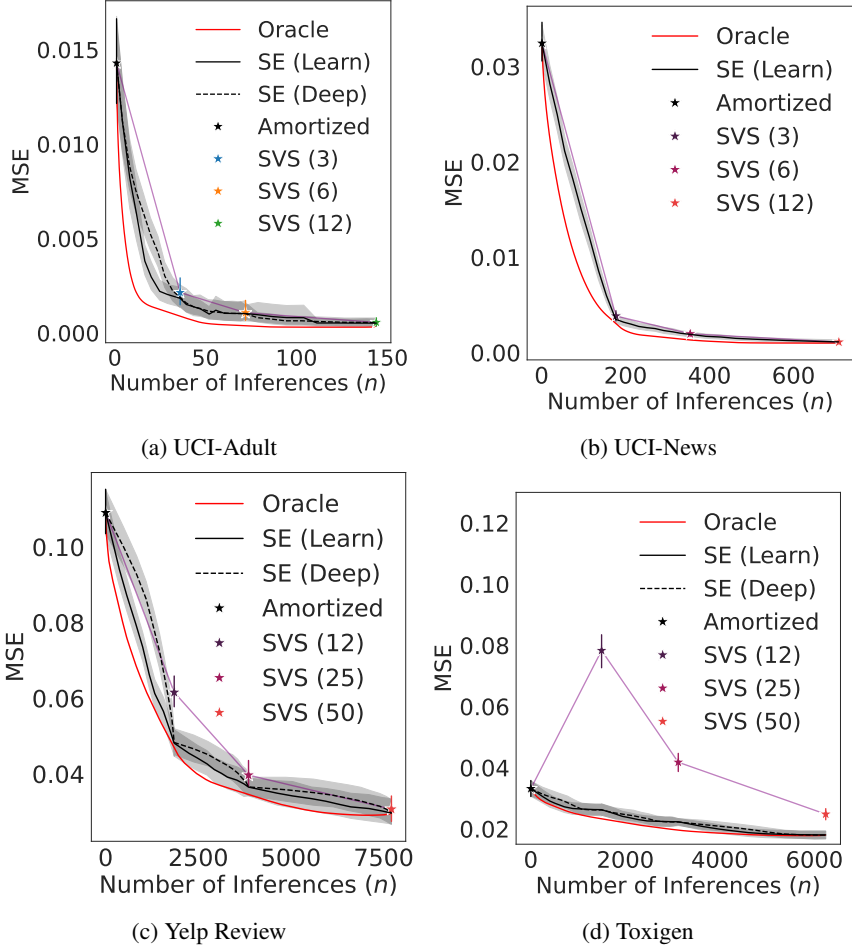 Oracle
SE (Learn)
SE (Deep)
Amortized
SVS (3)
SVS (6)
SVS (12)
0.015
0.010
0.005
0.000
MSE
0 50 100 150
Number of Inferences (n)
(a) UCI-Adult
Oracle
SE (Learn)
Amortized
SVS (3)
SVS (6)
SVS (12)
0.03
0.02
0.01
0.00
MSE
0 200 400 600
Number of Inferences (n)
(b) UCI-News
Oracle
SE (Learn)
SE (Deep)
Amortized
SVS (12)
SVS (25)
SVS (50)
0.10
0.08
0.06
0.04
MSE
0 2500 5000 7500
Number of Inferences (n)
(c) Yelp Review
Oracle
SE (Learn)
SE (Deep)
Amortized
SVS (12)
SVS (25)
SVS (50)
0.12
0.10
0.08
0.06
0.04
0.02
MSE
0 2000 4000 6000
Number of Inferences (n)
(d) Toxigen